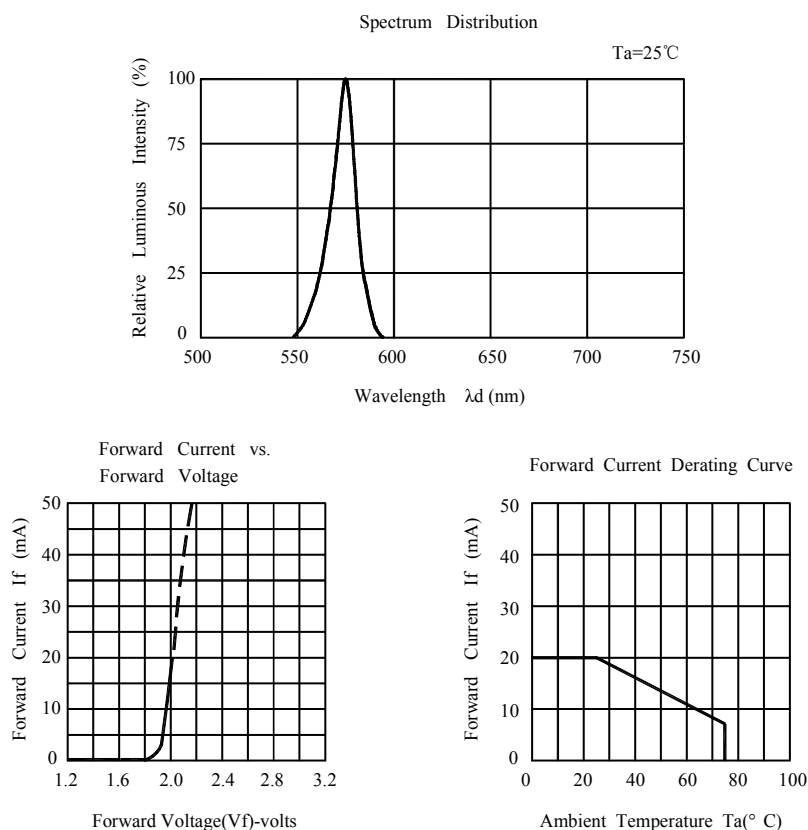 Spectrum Distribution
Ta=25℃
Relative Luminous Intensity (%)
100
75
50
25
0
500 550 600 650 700 750
Wavelength λd (nm)
Forward Current vs.
Forward Voltage
Forward Current If (mA)
50
40
30
20
10
0
1.2 1.6 2.0 2.4 2.8 3.2
Forward Voltage(Vf)-volts
Forward Current Derating Curve
Forward Current If (mA)
50
40
30
20
10
0
0 20 40 60 80 100
Ambient Temperature Ta(° C)